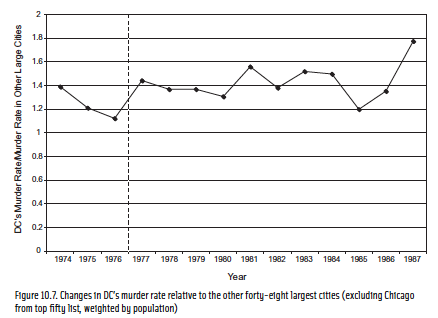 DC's Murder Rate/Murder Rate in Other Large Cities
2
1.8
1.6
1.4
1.2
1
0.8
0.6
0.4
0.2
0
1974 1975 1976 1977 1978 1979 1980 1981 1982 1983 1984 1985 1986 1987
Year
Figure 10.7. Changes in DC's murder rate relative to the other forty-eight largest cities (excluding Chicago
from top fifty list, weighted by population)